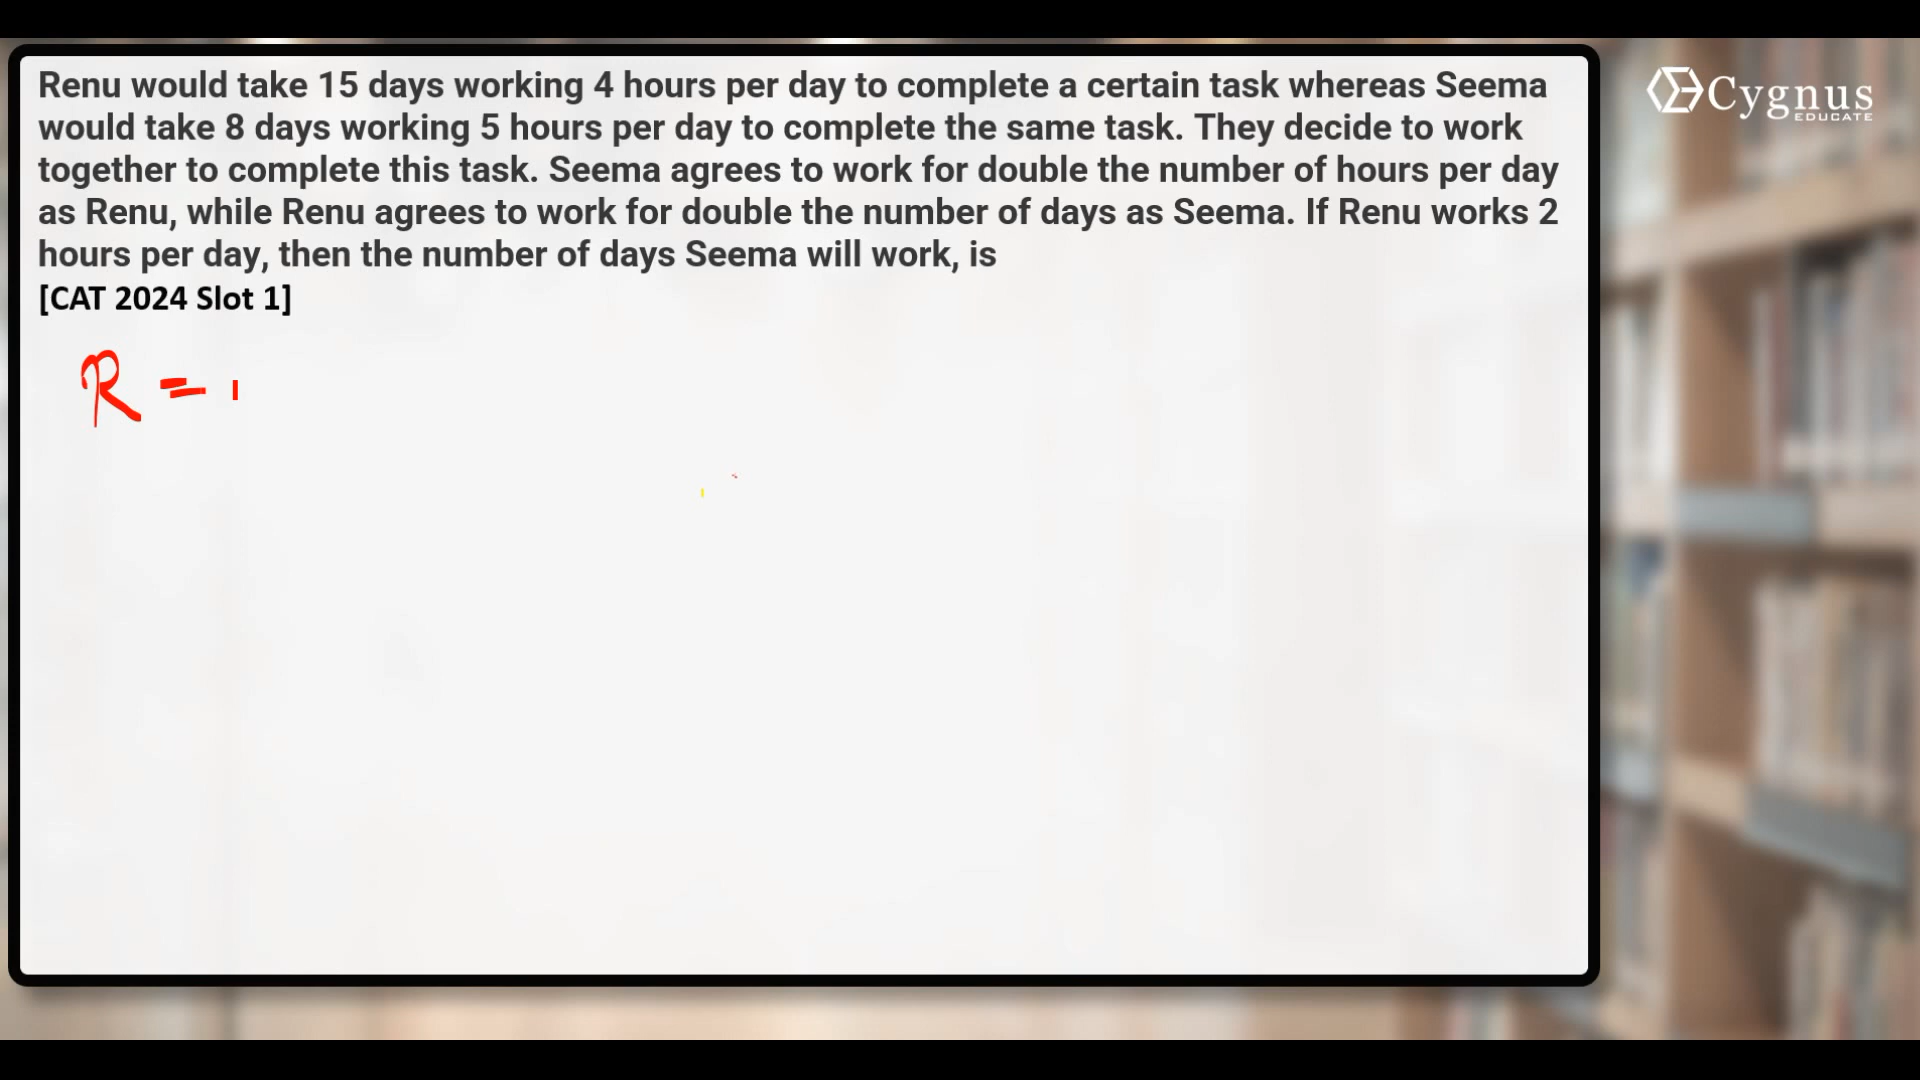 Renu would take 15 days working 4 hours per day to complete a certain task whereas Seema
would take 8 days working 5 hours per day to complete the same task. They decide to work
together to complete this task. Seema agrees to work for double the number of hours per day
as Renu, while Renu agrees to work for double the number of days as Seema. If Renu works 2
hours per day, then the number of days Seema will work, is
[CAT 2024 Slot 1]
R = 
Cygnus
EDUCATE